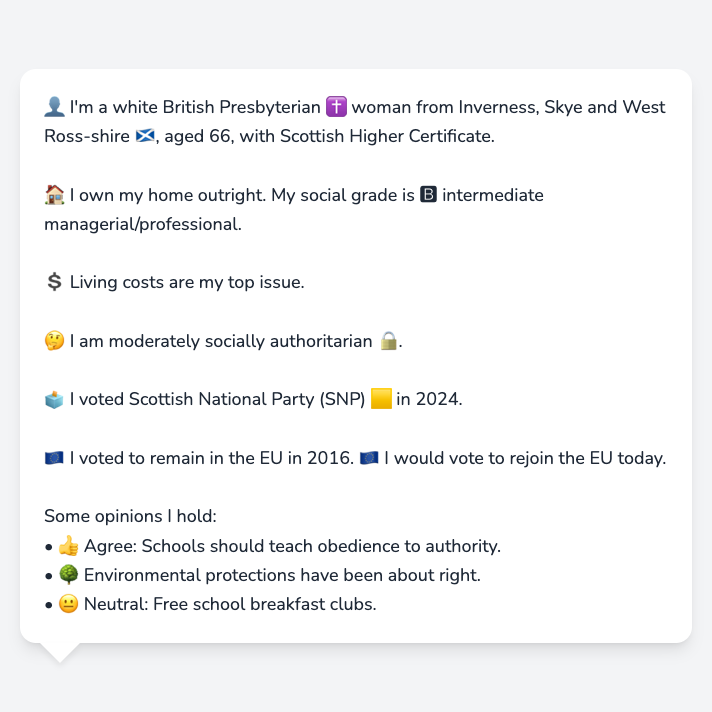 👤 I'm a white British Presbyterian ✝️ woman from Inverness, Skye and West
Ross-shire 🏴󠁧󠁢󠁳󠁣󠁴󠁿, aged 66, with Scottish Higher Certificate.
🏠 I own my home outright. My social grade is 🅱 intermediate
managerial/professional.
💲 Living costs are my top issue.
🤔 I am moderately socially authoritarian 🔒.
🗳️ I voted Scottish National Party (SNP) 🟨 in 2024.
🇪🇺 I voted to remain in the EU in 2016. 🇪🇺 I would vote to rejoin the EU today.
Some opinions I hold:
• 👍 Agree: Schools should teach obedience to authority.
• 🌳 Environmental protections have been about right.
• 😐 Neutral: Free school breakfast clubs.